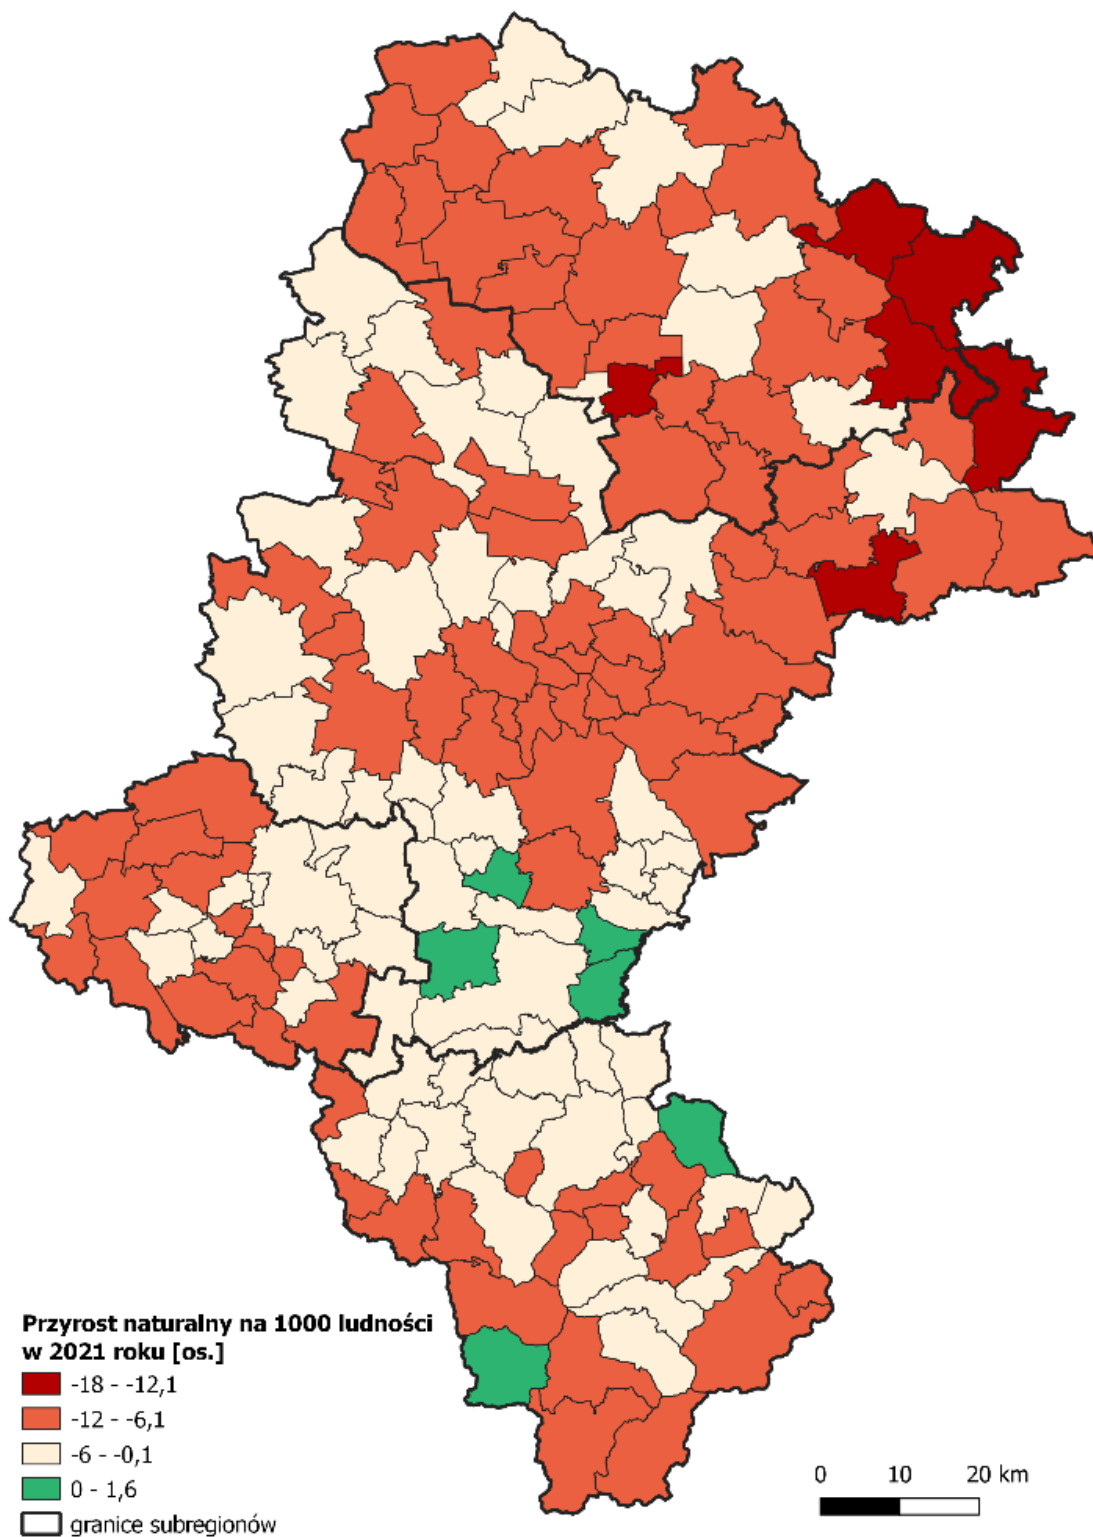 Przyrost naturalny na 1000 ludności
w 2021 roku [os.]
-18 - -12,1
-12 - -6,1
-6 - -0,1
0 - 1,6
granice subregionów
0 10 20 km